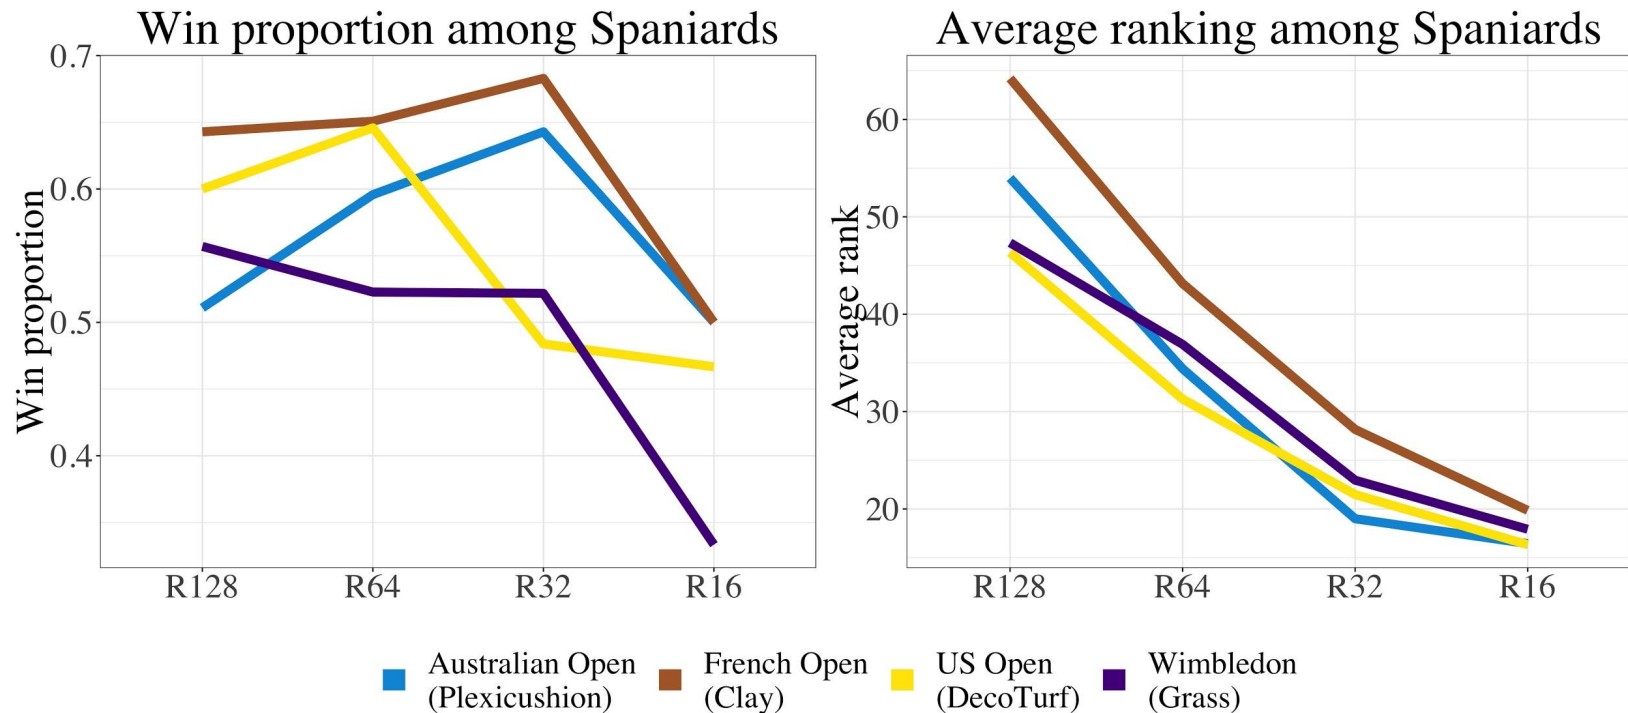 Win proportion among Spaniards
Win proportion
0.7
0.6
0.5
0.4
R128 R64 R32 R16
Average ranking among Spaniards
Average rank
60
50
40
30
20
R128 R64 R32 R16
Australian Open
(Plexicushion)
French Open
(Clay)
US Open
(DecoTurf)
Wimbledon
(Grass)